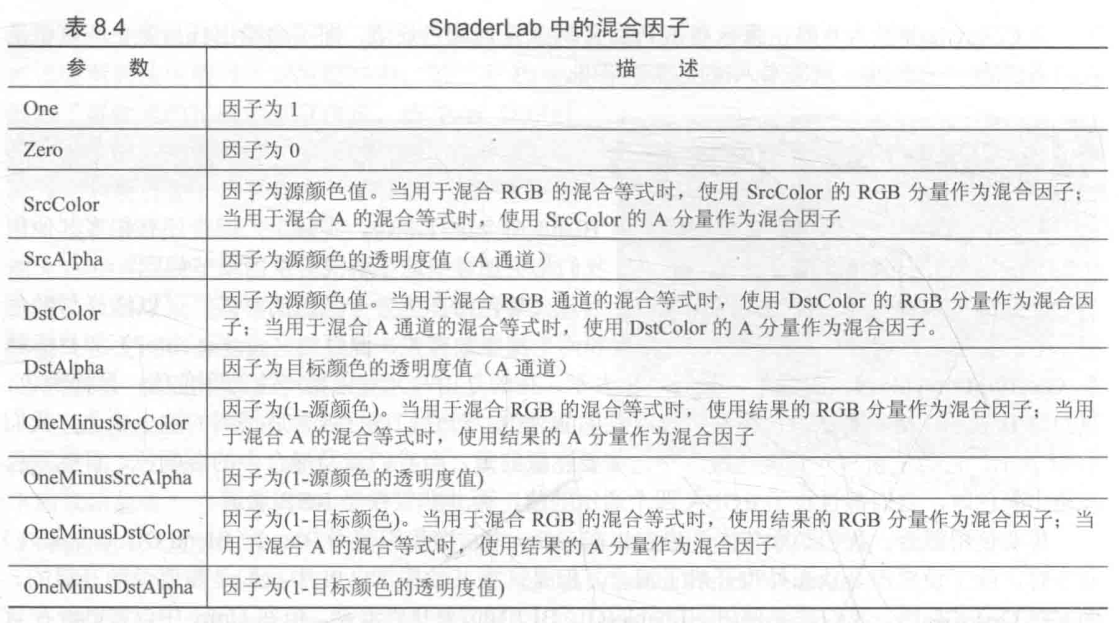 表 8.4 ShaderLab 中的混合因子
参 数 描 述
One 因子为 1
Zero 因子为 0
SrcColor 因子为源颜色值。当用于混合 RGB 的混合等式时，使用 SrcColor 的 RGB 分量作为混合因子；
当用于混合 A 的混合等式时，使用 SrcColor 的 A 分量作为混合因子
SrcAlpha 因子为源颜色的透明度值（A 通道）
DstColor 因子为源颜色值。当用于混合 RGB 通道的混合等式时，使用 DstColor 的 RGB 分量作为混合因
子；当用于混合 A 通道的混合等式时，使用 DstColor 的 A 分量作为混合因子。
DstAlpha 因子为目标颜色的透明度值（A 通道）
OneMinusSrcColor 因子为(1-源颜色)。当用于混合 RGB 的混合等式时，使用结果的 RGB 分量作为混合因子；当用
于混合 A 的混合等式时，使用结果的 A 分量作为混合因子
OneMinusSrcAlpha 因子为(1-源颜色的透明度值)
OneMinusDstColor 因子为(1-目标颜色)。当用于混合 RGB 的混合等式时，使用结果的 RGB 分量作为混合因子；当
用于混合 A 的混合等式时，使用结果的 A 分量作为混合因子
OneMinusDstAlpha 因子为(1-目标颜色的透明度值)